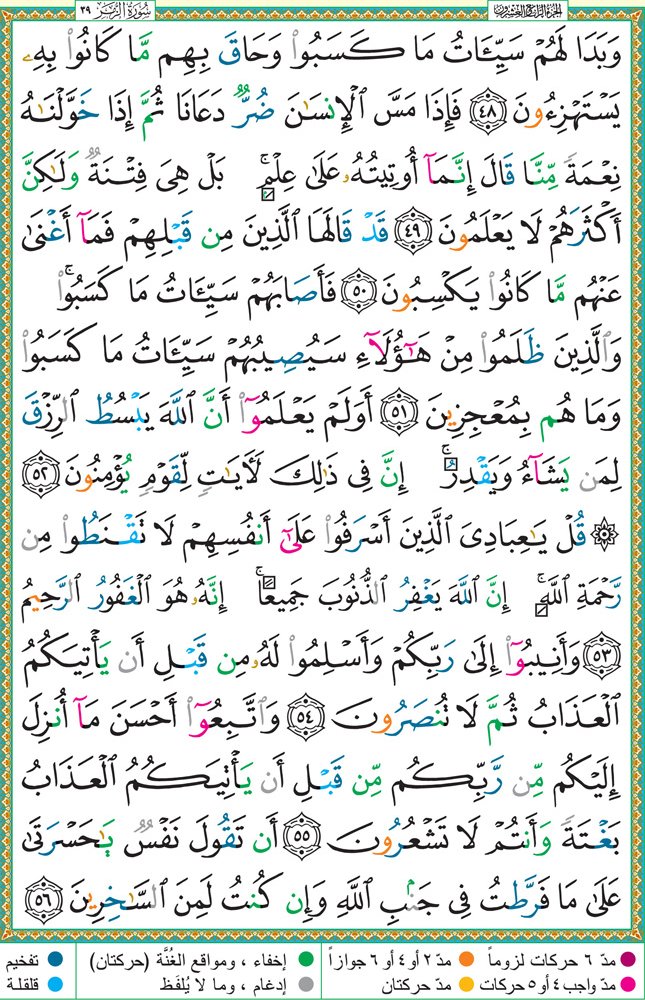 سُورَةُ الزُّمَر ٣٩
الجزء الرابع والعشرون
وَبَدَا لَهُمْ سَيِّـَٔاتُ مَا كَسَبُوا۟ وَحَاقَ بِهِم مَّا كَانُوا۟ بِهِۦ
يَسْتَهْزِءُونَ ٤٨ فَإِذَا مَسَّ ٱلْإِنسَـٰنَ ضُرٌّ دَعَانَا ثُمَّ إِذَا خَوَّلْنَـٰهُ
نِعْمَةً مِّنَّا قَالَ إِنَّمَآ أُوتِيتُهُۥ عَلَىٰ عِلْمٍۭ ۚ بَلْ هِىَ فِتْنَةٌ وَلَـٰكِنَّ
أَكْثَرَهُمْ لَا يَعْلَمُونَ ٤٩ قَدْ قَالَهَا ٱلَّذِينَ مِن قَبْلِهِمْ فَمَآ أَغْنَىٰ
عَنْهُم مَّا كَانُوا۟ يَكْسِبُونَ ٥٠ فَأَصَابَهُمْ سَيِّـَٔاتُ مَا كَسَبُوا۟ ۚ
وَٱلَّذِينَ ظَلَمُوا۟ مِنْ هَـٰٓؤُلَآءِ سَيُصِيبُهُمْ سَيِّـَٔاتُ مَا كَسَبُوا۟
وَمَا هُم بِمُعْجِزِينَ ٥١ أَوَلَمْ يَعْلَمُوٓا۟ أَنَّ ٱللَّهَ يَبْسُطُ ٱلرِّزْقَ
لِمَن يَشَآءُ وَيَقْدِرُ ۚ إِنَّ فِى ذَٰلِكَ لَـَٔايَـٰتٍ لِّقَوْمٍ يُؤْمِنُونَ ٥٢
۞ قُلْ يَـٰعِبَادِىَ ٱلَّذِينَ أَسْرَفُوا۟ عَلَىٰٓ أَنفُسِهِمْ لَا تَقْنَطُوا۟ مِن
رَّحْمَةِ ٱللَّهِ ۚ إِنَّ ٱللَّهَ يَغْفِرُ ٱلذُّنُوبَ جَمِيعًا ۚ إِنَّهُۥ هُوَ ٱلْغَفُورُ ٱلرَّحِيمُ
٥٣ وَأَنِيبُوٓا۟ إِلَىٰ رَبِّكُمْ وَأَسْلِمُوا۟ لَهُۥ مِن قَبْلِ أَن يَأْتِيَكُمُ
ٱلْعَذَابُ ثُمَّ لَا تُنصَرُونَ ٥٤ وَٱتَّبِعُوٓا۟ أَحْسَنَ مَآ أُنزِلَ
إِلَيْكُم مِّن رَّبِّكُم مِّن قَبْلِ أَن يَأْتِيَكُمُ ٱلْعَذَابُ
بَغْتَةً وَأَنتُمْ لَا تَشْعُرُونَ ٥٥ أَن تَقُولَ نَفْسٌ يَـٰحَسْرَتَىٰ
عَلَىٰ مَا فَرَّطتُ فِى جَنۢبِ ٱللَّهِ وَإِن كُنتُ لَمِنَ ٱلسَّـٰخِرِينَ ٥٦
مدّ ٦ حركات لزوماً مدّ ٢ أو ٤ أو ٦ جوازاً إخفاء ، ومواقع الغُنَّة (حركتان) تفخيم
مدّ واجب ٤ أو ٥ حركات مدّ حركتان إدغام ، وما لا يُلفَظ قلقلة